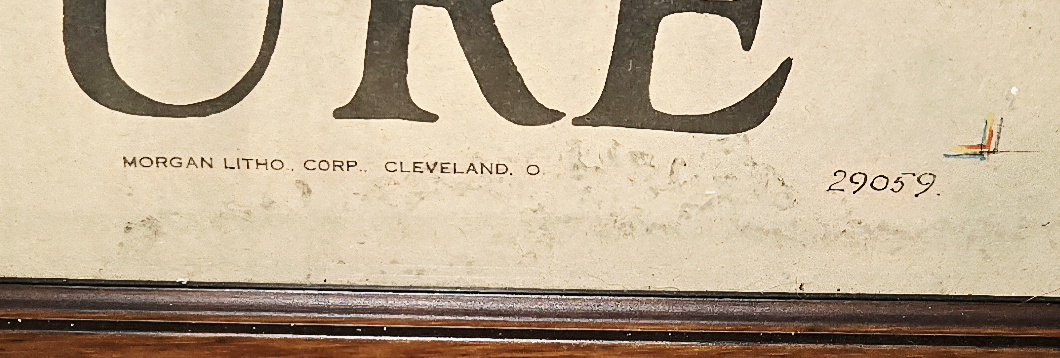 URE
MORGAN LITHO., CORP., CLEVELAND, O.
29059.